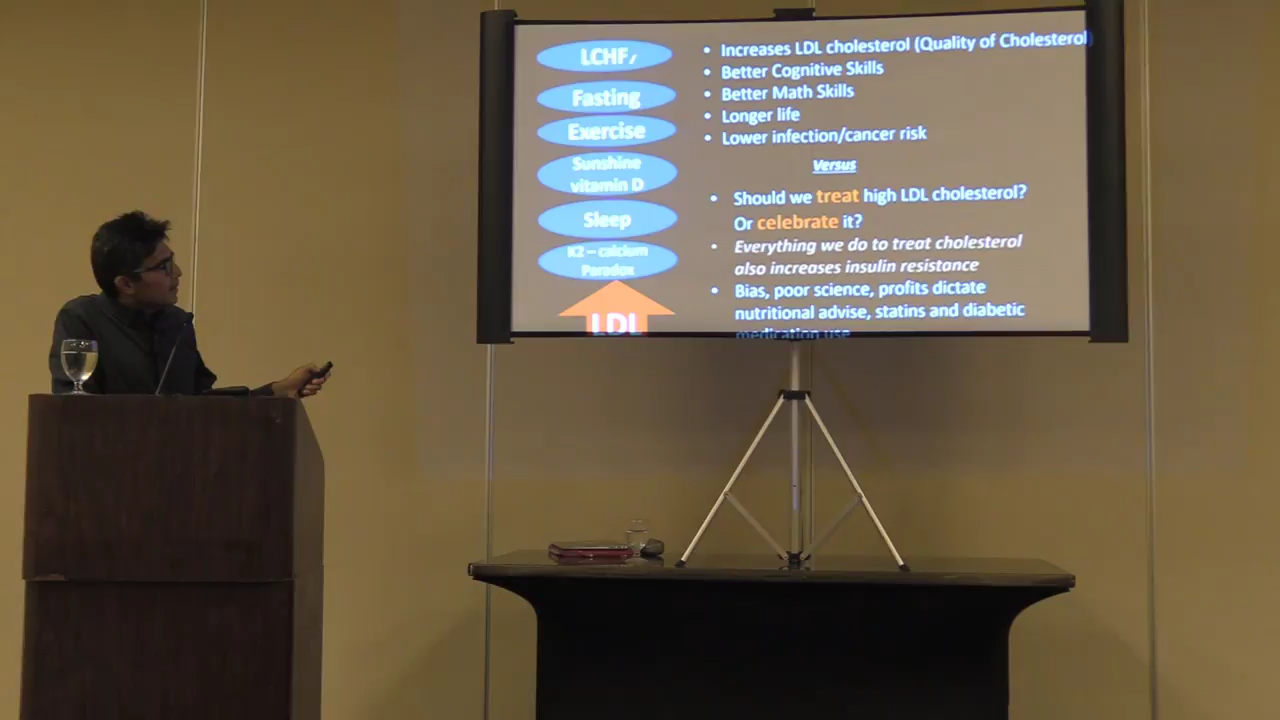 LCHF,
Fasting
Exercise
Sunshine
vitamin D
Sleep
K2 – calcium
Paradox
LDL
• Increases LDL cholesterol (Quality of Cholesterol)
• Better Cognitive Skills
• Better Math Skills
• Longer life
• Lower infection/cancer risk
Versus
• Should we treat high LDL cholesterol?
Or celebrate it?
• Everything we do to treat cholesterol
also increases insulin resistance
• Bias, poor science, profits dictate
nutritional advise, statins and diabetic
medication use